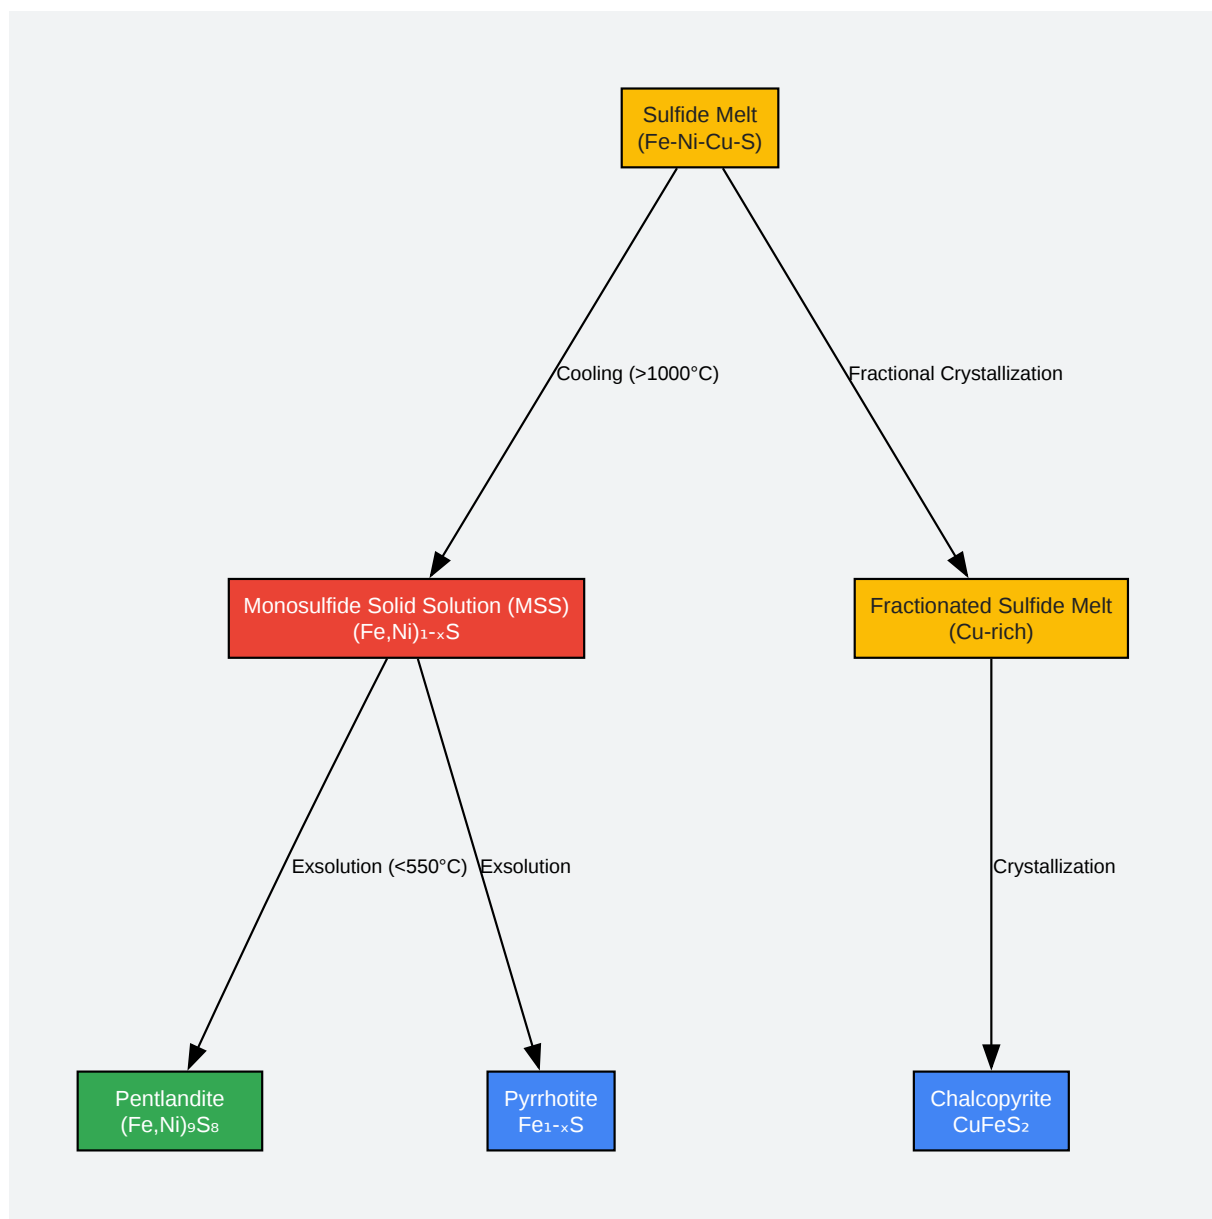 Sulfide Melt
(Fe-Ni-Cu-S)
Cooling (>1000°C)
Fractional Crystallization
Monosulfide Solid Solution (MSS)
(Fe,Ni)₁-ₓS
Fractionated Sulfide Melt
(Cu-rich)
Exsolution (<550°C)
Exsolution
Crystallization
Pentlandite
(Fe,Ni)₉S₈
Pyrrhotite
Fe₁-ₓS
Chalcopyrite
CuFeS₂